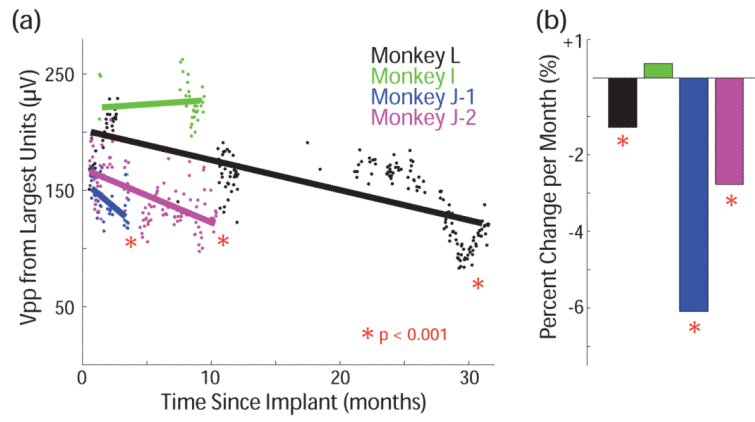 (a)
Vpp from Largest Units (µV)
250
150
50
Monkey L
Monkey I
Monkey J-1
Monkey J-2
*
*
*
* p < 0.001
0
10
20
30
Time Since Implant (months)
(b)
Percent Change per Month (%)
+1
-2
-4
-6
*
*
*